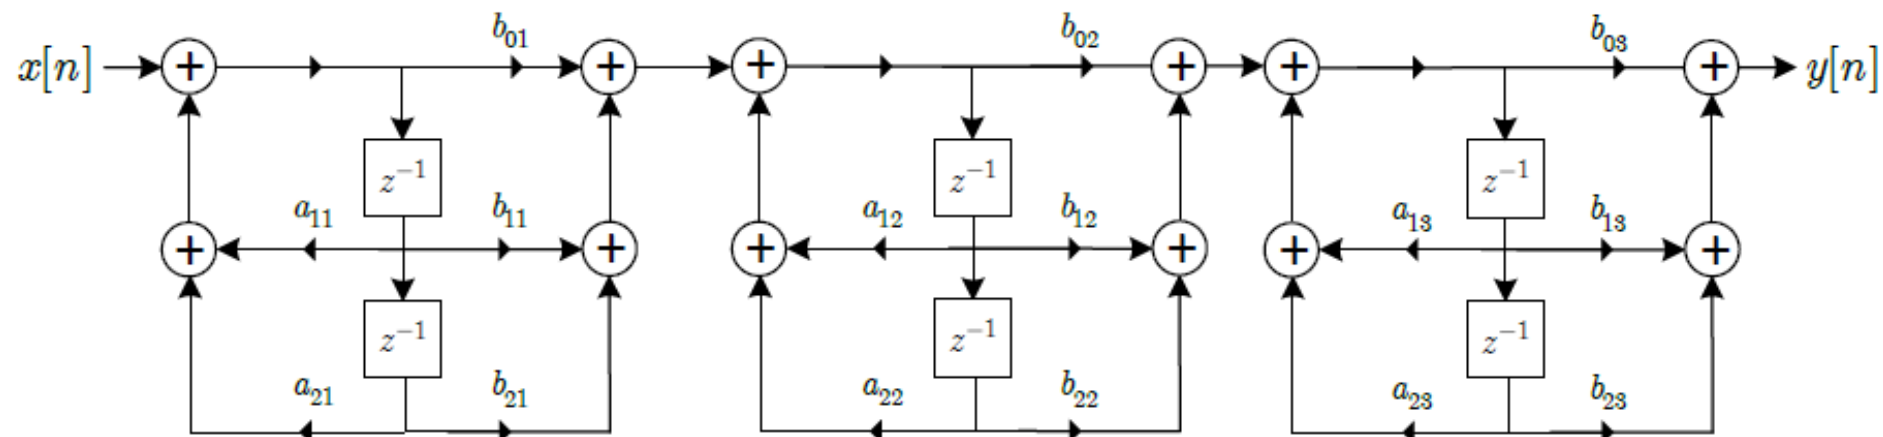 b₀₁ b₀₂ b₀₃
x[n] + + + + + + y[n]
z⁻¹ z⁻¹ z⁻¹
a₁₁ b₁₁ a₁₂ b₁₂ a₁₃ b₁₃
+ + + + + +
z⁻¹ z⁻¹ z⁻¹
a₂₁ b₂₁ a₂₂ b₂₂ a₂₃ b₂₃